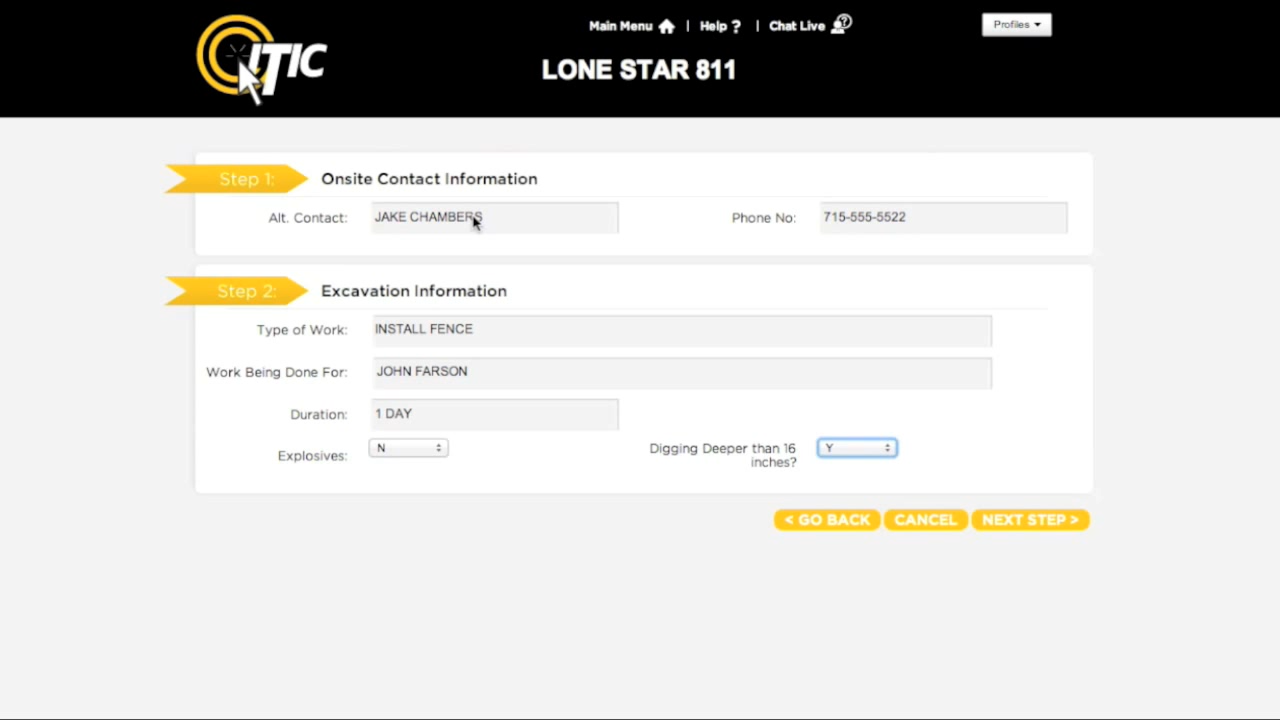 Main Menu | Help ? | Chat Live
Profiles
ITIC
LONE STAR 811
Step 1: Onsite Contact Information
Alt. Contact: JAKE CHAMBERS Phone No: 715-555-5522
Step 2: Excavation Information
Type of Work: INSTALL FENCE
Work Being Done For: JOHN FARSON
Duration: 1 DAY
Explosives: N Digging Deeper than 16 Y
inches?
< GO BACK CANCEL NEXT STEP >